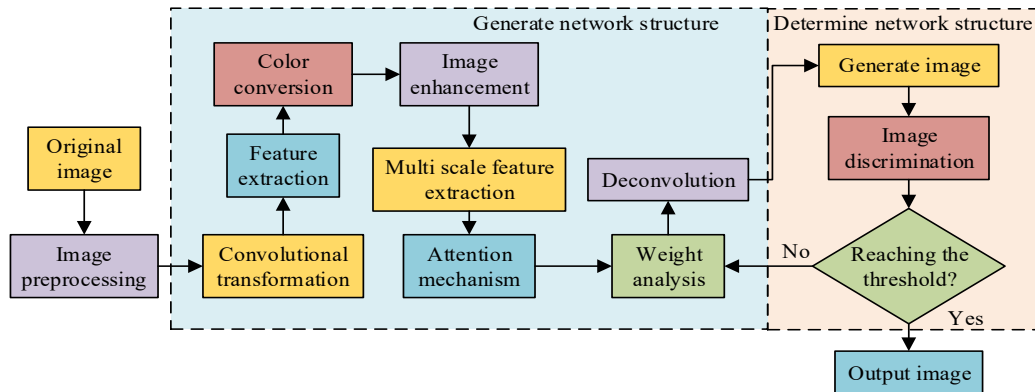 Generate network structure
Determine network structure
Color
conversion
Image
enhancement
Generate image
Original
image
Feature
extraction
Multi scale feature
extraction
Deconvolution
Image
discrimination
Image
preprocessing
Convolutional
transformation
Attention
mechanism
Weight
analysis
No
Reaching the
threshold?
Yes
Output image